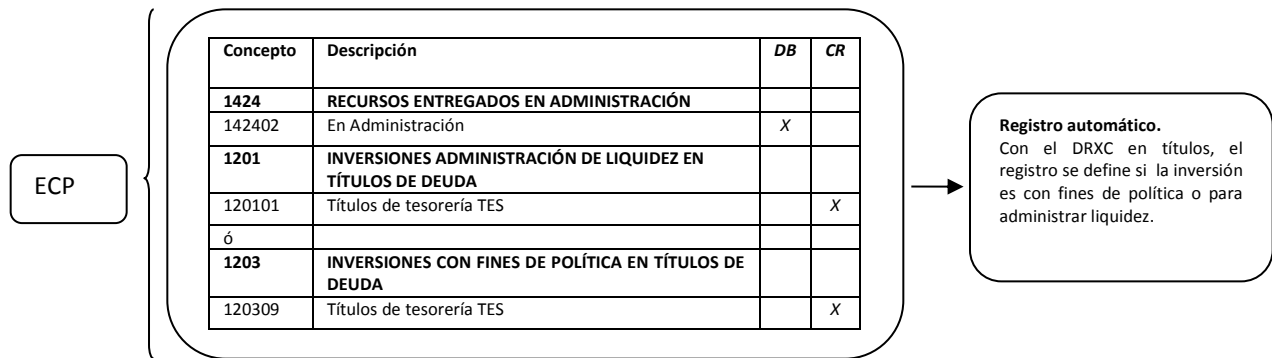 ECP
Concepto Descripción DB CR
1424 RECURSOS ENTREGADOS EN ADMINISTRACIÓN
142402 En Administración X
1201 INVERSIONES ADMINISTRACIÓN DE LIQUIDEZ EN
TÍTULOS DE DEUDA
120101 Títulos de tesorería TES X
ó
1203 INVERSIONES CON FINES DE POLÍTICA EN TÍTULOS DE
DEUDA
120309 Títulos de tesorería TES X
Registro automático.
Con el DRXC en títulos, el
registro se define si la inversión
es con fines de política o para
administrar liquidez.